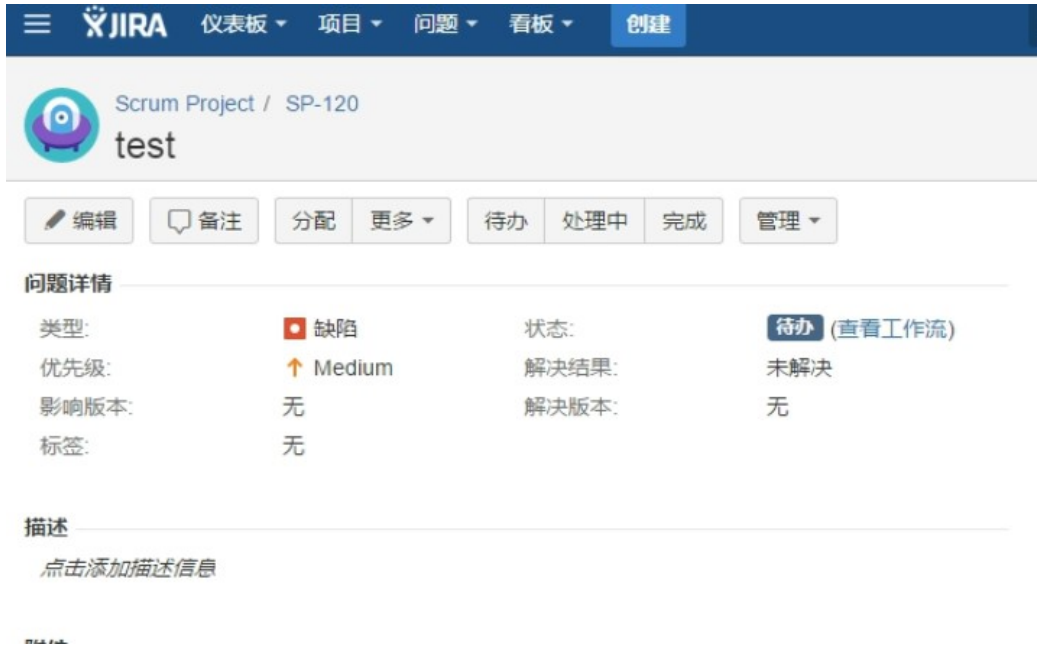 JIRA 仪表板 项目 问题 看板 创建
Scrum Project / SP-120
test
编辑 备注 分配 更多 待办 处理中 完成 管理
问题详情
类型: 缺陷 状态: 待办 (查看工作流)
优先级: Medium 解决结果: 未解决
影响版本: 无 解决版本: 无
标签: 无
描述
点击添加描述信息